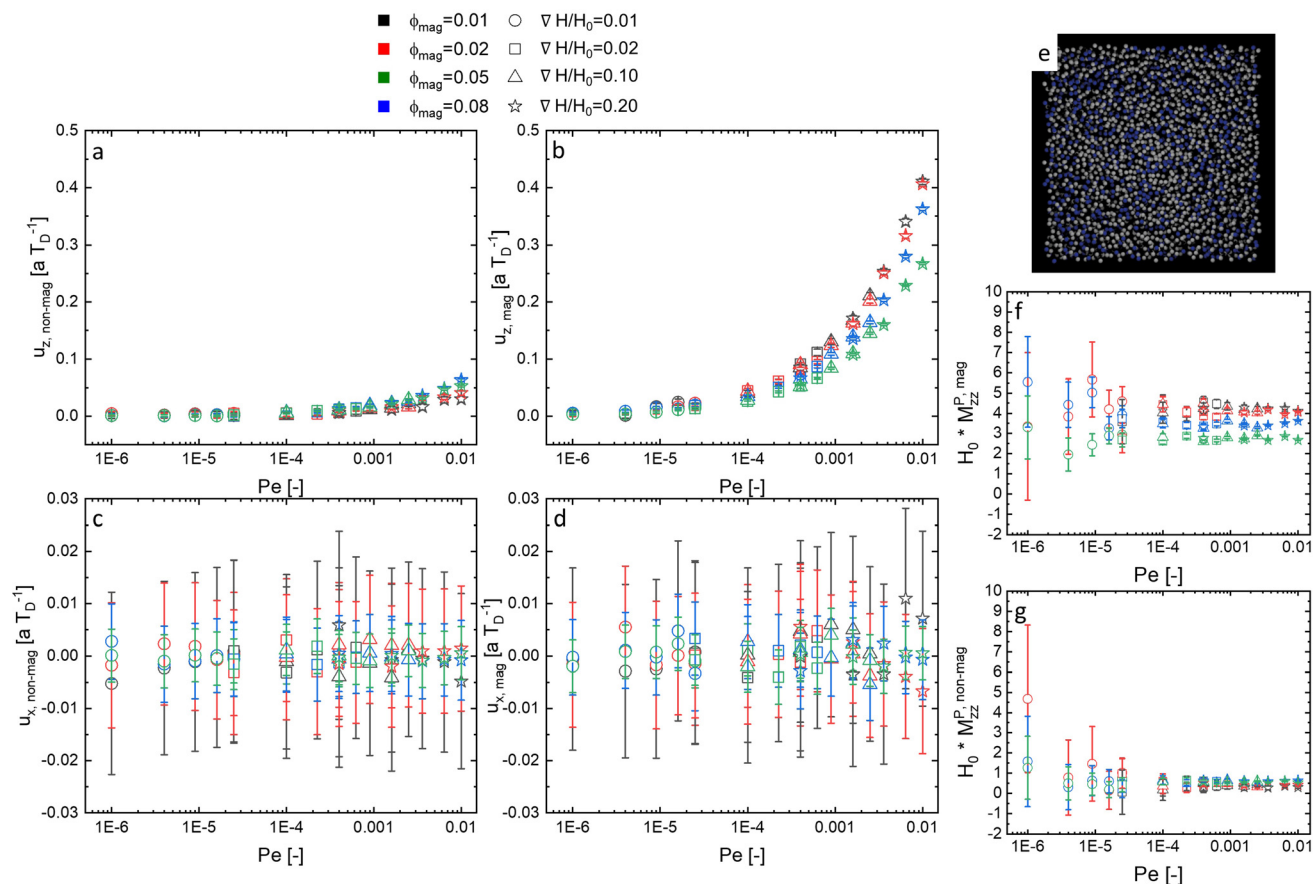 ϕmag=0.01 ∇ H/H0=0.01
ϕmag=0.02 ∇ H/H0=0.02
ϕmag=0.05 ∇ H/H0=0.10
ϕmag=0.08 ∇ H/H0=0.20
a
0.5
0.4
0.3
0.2
0.1
0.0
uz, non-mag [a TD-1]
1E-6 1E-5 1E-4 0.001 0.01
Pe [-]
b
0.5
0.4
0.3
0.2
0.1
0.0
uz, mag [a TD-1]
1E-6 1E-5 1E-4 0.001 0.01
Pe [-]
c
0.03
0.02
0.01
0.00
-0.01
-0.02
-0.03
ux, non-mag [a TD-1]
1E-6 1E-5 1E-4 0.001 0.01
Pe [-]
d
0.03
0.02
0.01
0.00
-0.01
-0.02
-0.03
ux, mag [a TD-1]
1E-6 1E-5 1E-4 0.001 0.01
Pe [-]
e
f
10
9
8
7
6
5
4
3
2
1
0
-1
-2
H0 * MzzP, mag
1E-6 1E-5 1E-4 0.001 0.01
Pe [-]
g
10
9
8
7
6
5
4
3
2
1
0
-1
-2
H0 * MzzP, non-mag
1E-6 1E-5 1E-4 0.001 0.01
Pe [-]